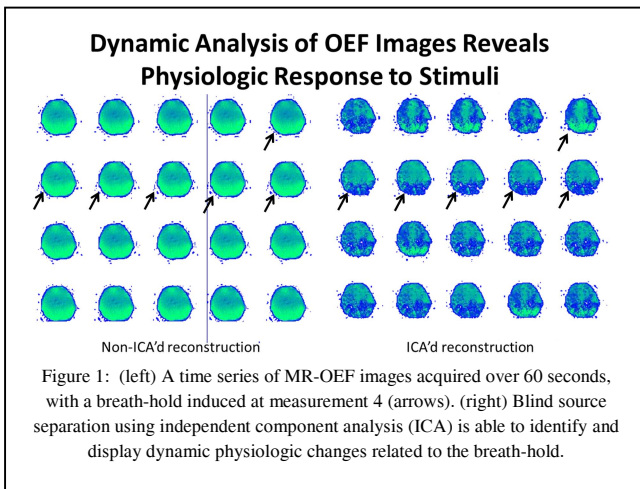 Dynamic Analysis of OEF Images Reveals
Physiologic Response to Stimuli
Non-ICA'd reconstruction
ICA'd reconstruction
Figure 1: (left) A time series of MR-OEF images acquired over 60 seconds,
with a breath-hold induced at measurement 4 (arrows). (right) Blind source
separation using independent component analysis (ICA) is able to identify and
display dynamic physiologic changes related to the breath-hold.